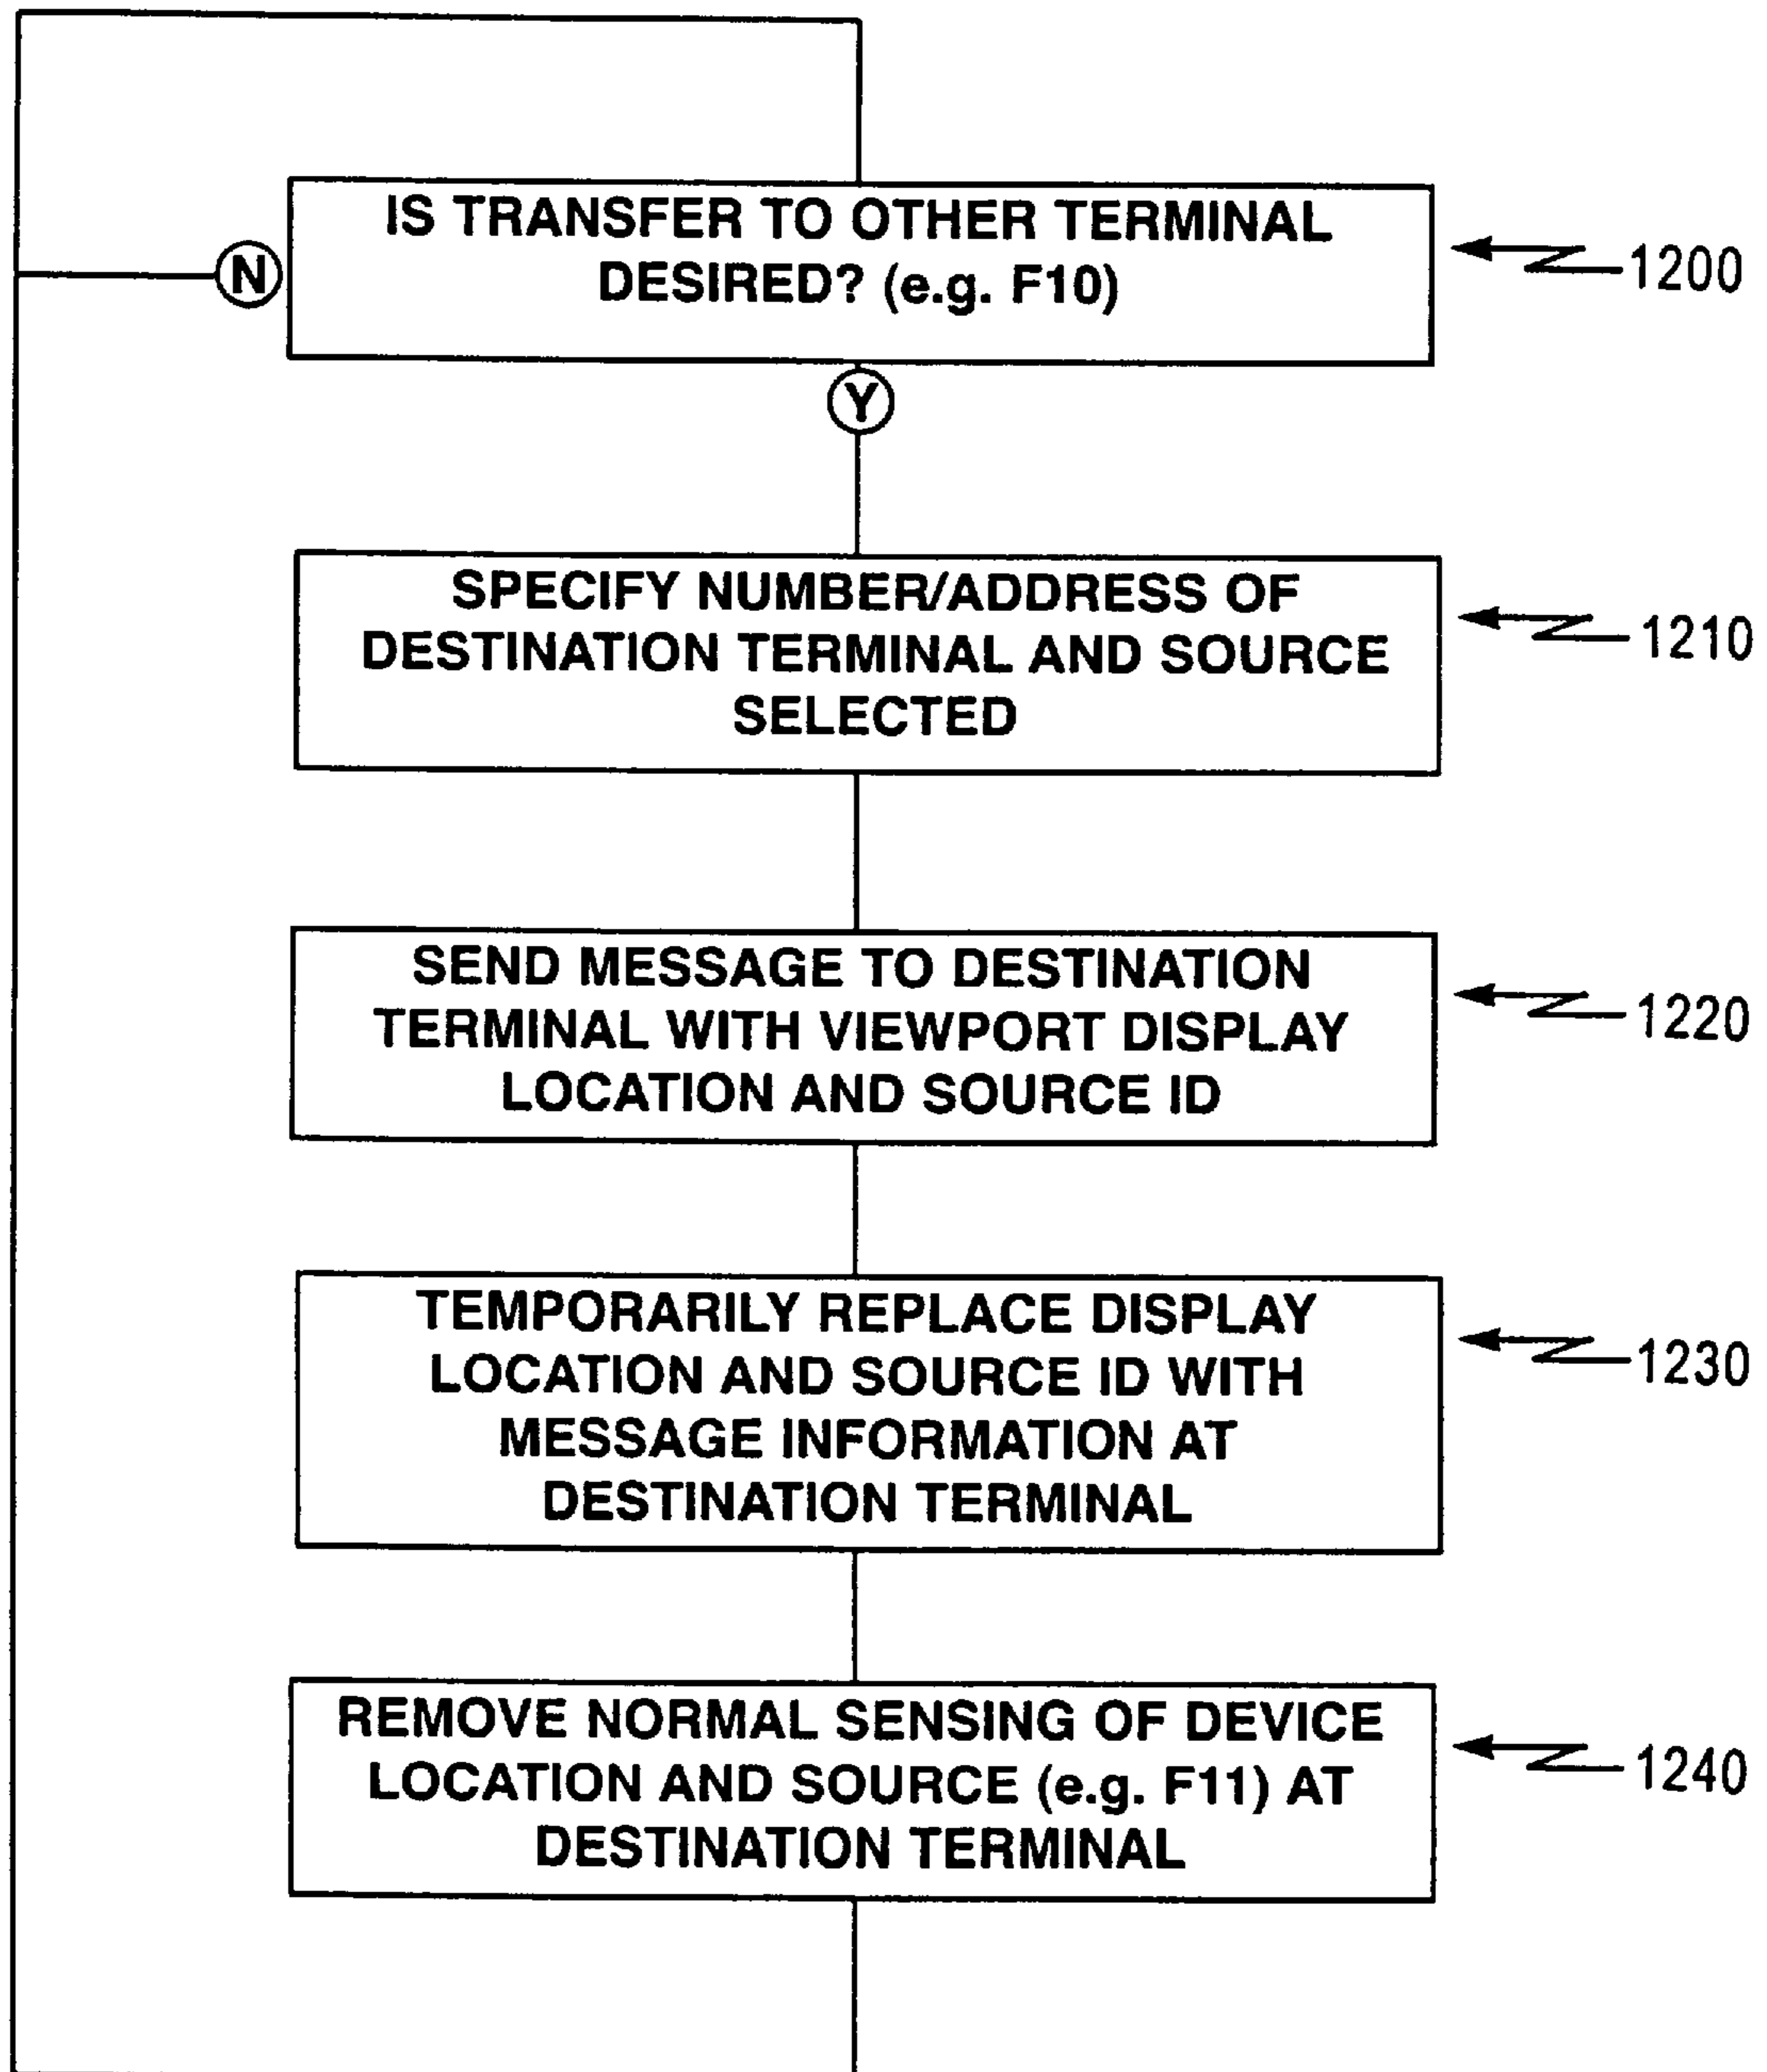 IS TRANSFER TO OTHER TERMINAL
DESIRED? (e.g. F10)
N
1200
Y
SPECIFY NUMBER/ADDRESS OF
DESTINATION TERMINAL AND SOURCE
SELECTED
1210
SEND MESSAGE TO DESTINATION
TERMINAL WITH VIEWPORT DISPLAY
LOCATION AND SOURCE ID
1220
TEMPORARILY REPLACE DISPLAY
LOCATION AND SOURCE ID WITH
MESSAGE INFORMATION AT
DESTINATION TERMINAL
1230
REMOVE NORMAL SENSING OF DEVICE
LOCATION AND SOURCE (e.g. F11) AT
DESTINATION TERMINAL
1240